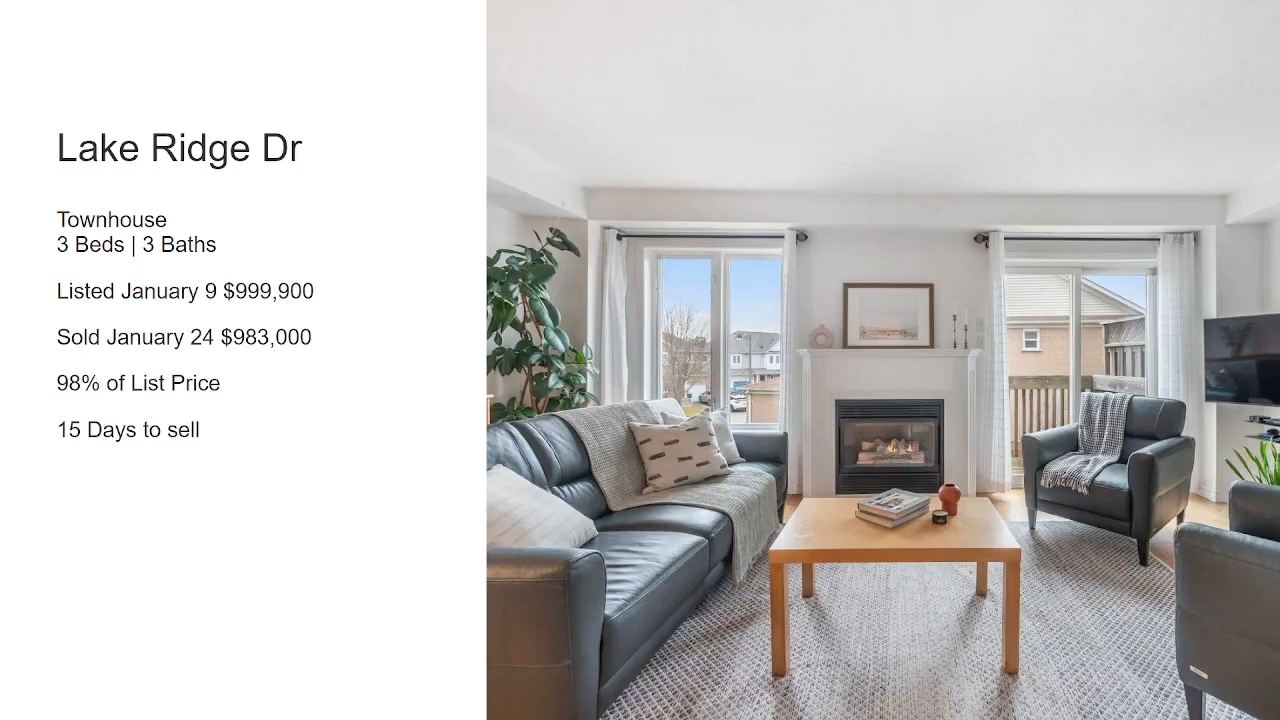 Lake Ridge Dr
Townhouse
3 Beds | 3 Baths
Listed January 9 $999,900
Sold January 24 $983,000
98% of List Price
15 Days to sell